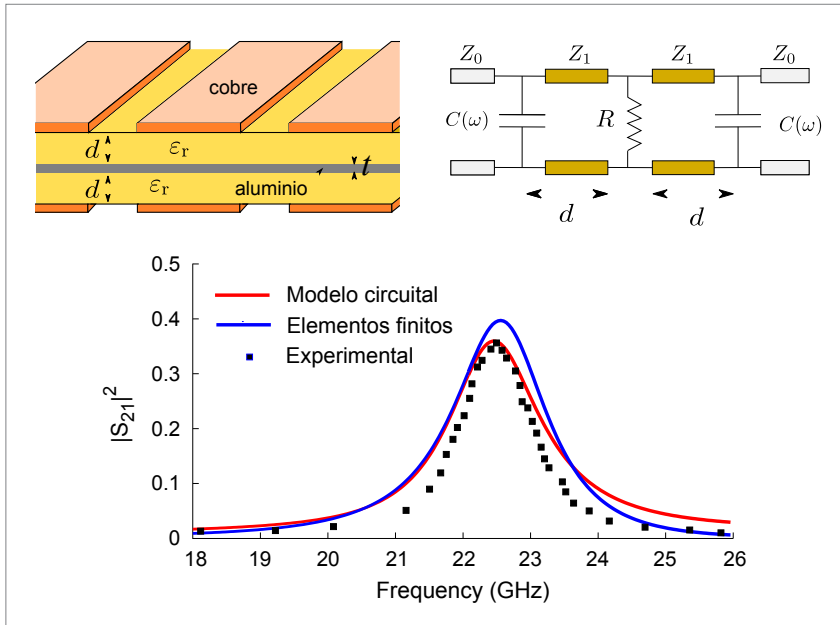 cobre
d
εr
t
d
εr
aluminio
Z0 Z1 Z1 Z0
C(ω) R C(ω)
d d
0.5
0.4
0.3
0.2
0.1
0
|S21|²
Modelo circuital
Elementos finitos
Experimental
18 19 20 21 22 23 24 25 26
Frequency (GHz)